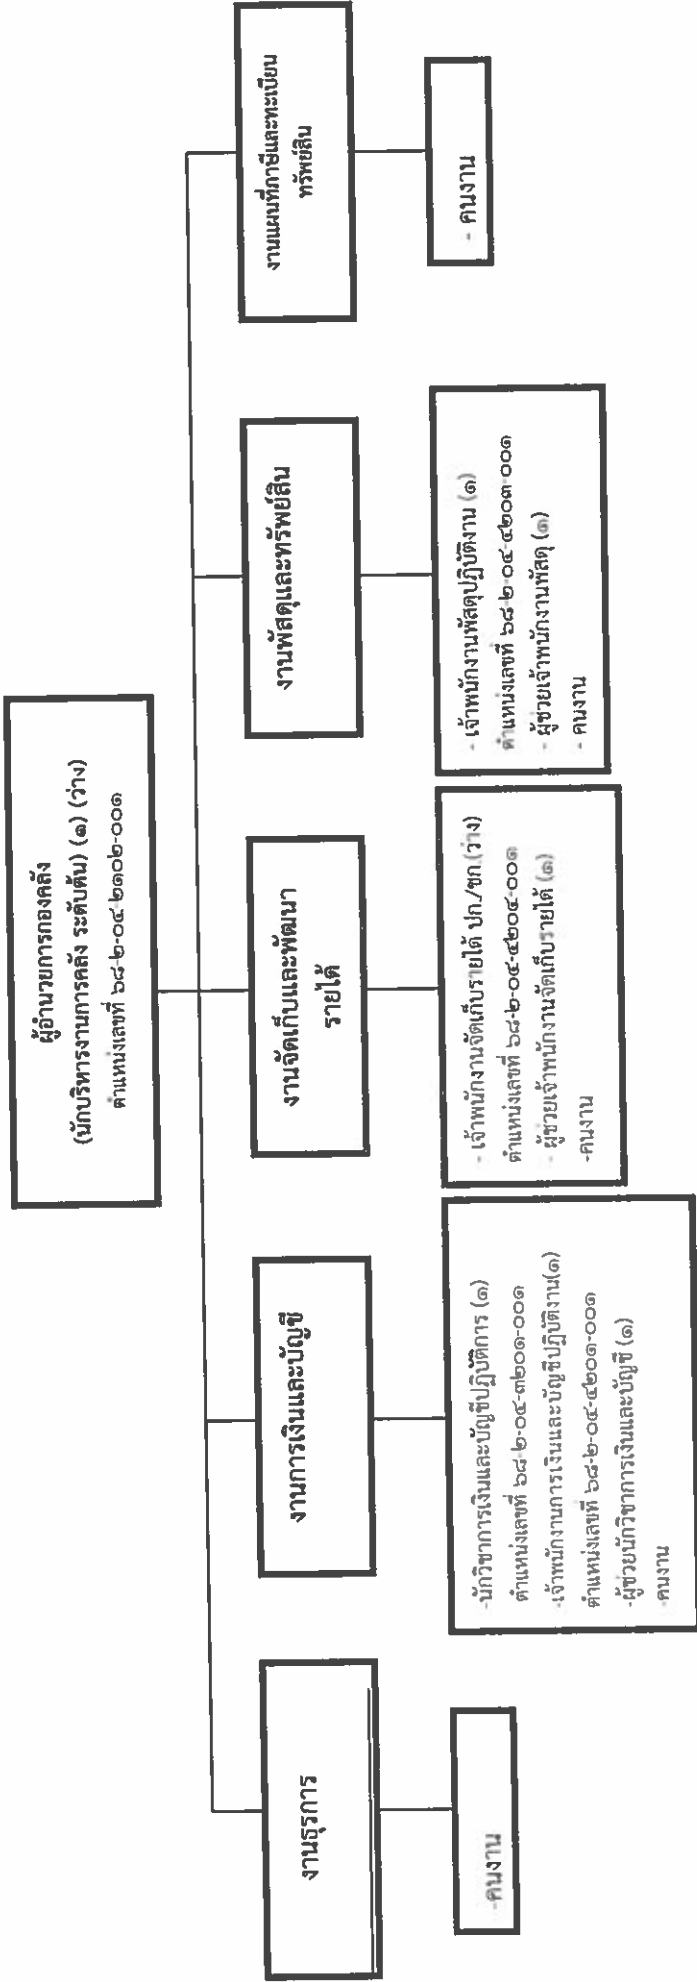 ผู้อำนวยการกองคลัง
(นักบริหารงานการคลัง ระดับต้น) (๑) (ว่าง)
ตำแหน่งเลขที่ ๖๘-๒-๐๔-๒๑๐๒-๐๐๑
งานธุรการ
-คนงาน
งานการเงินและบัญชี
-นักวิชาการเงินและบัญชีปฏิบัติการ (๑)
ตำแหน่งเลขที่ ๖๘-๒-๐๔-๓๒๐๑-๐๐๑
-เจ้าพนักงานการเงินและบัญชีปฏิบัติงาน(๑)
ตำแหน่งเลขที่ ๖๘-๒-๐๔-๔๒๐๑-๐๐๑
-ผู้ช่วยนักวิชาการเงินและบัญชี (๑)
-คนงาน
งานจัดเก็บและพัฒนา
รายได้
- เจ้าพนักงานจัดเก็บรายได้ ปก./ชก.(ว่าง)
ตำแหน่งเลขที่ ๖๘-๒-๐๔-๔๒๐๔-๐๐๑
- ผู้ช่วยเจ้าพนักงานจัดเก็บรายได้ (๑)
-คนงาน
งานพัสดุและทรัพย์สิน
- เจ้าพนักงานพัสดุปฏิบัติงาน (๑)
ตำแหน่งเลขที่ ๖๘-๒-๐๔-๔๒๐๓-๐๐๑
- ผู้ช่วยเจ้าพนักงานพัสดุ (๑)
- คนงาน
งานแผนที่ภาษีและทะเบียน
ทรัพย์สิน
- คนงาน